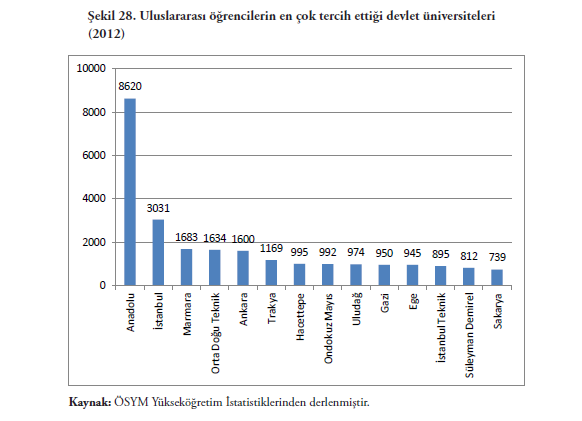 Şekil 28. Uluslararası öğrencilerin en çok tercih ettiği devlet üniversiteleri
(2012)
10000
8000
6000
4000
2000
0
8620
3031
1683
1634
1600
1169
995
992
974
950
945
895
812
739
Anadolu
İstanbul
Marmara
Orta Doğu Teknik
Ankara
Trakya
Hacettepe
Ondokuz Mayıs
Uludağ
Gazi
Ege
İstanbul Teknik
Süleyman Demirel
Sakarya
Kaynak: ÖSYM Yükseköğretim İstatistiklerinden derlenmiştir.